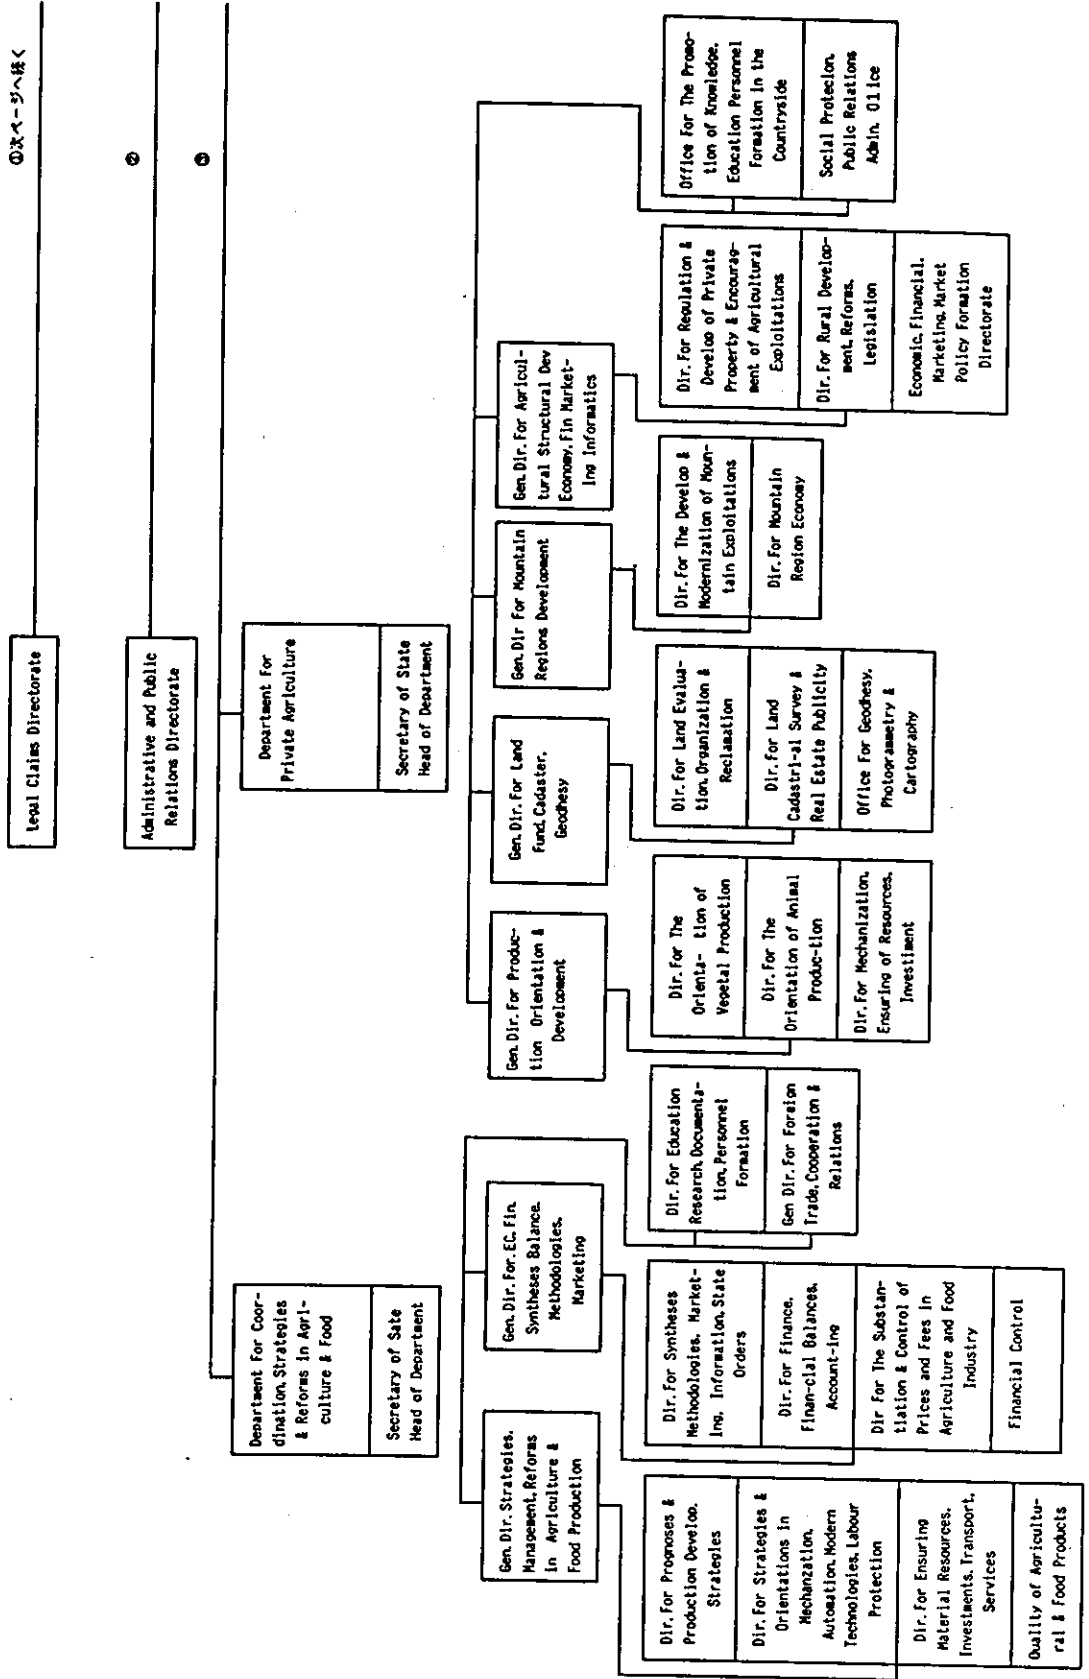 ①次ページへ続く
②
③
Legal Claims Directorate
Administrative and Public
Relations Directorate
Department For Coor-
dination, Strategies
& Reforms in Agri-
culture & Food
Secretary of Sate
Head of Department
Department For
Private Agriculture
Secretary of State
Head of Department
Gen. Dir. Strategies,
Management, Reforms
in Agriculture &
Food Production
Gen. Dir. For. EC. Fin.
Syntheses Balance.
Methodologies.
Marketing
Gen. Dir. For Produc-
tion Orientation &
Development
Gen. Dir. For Land
Fund, Cadaster,
Geodhesy
Gen. Dir For Mountain
Regions Development
Gen. Dir. For Agricul-
tural Structural Dev
Economy, Fin Market-
ing Informatics
Dir. For Prognoses &
Production Develop.
Strategies
Dir. For Strategies &
Orientations in
Mechanzation,
Automation, Modern
Technologies, Labour
Protection
Dir. For Ensuring
Material Resources,
Investments, Transport,
Services
Quality of Agricultu-
ral & Food Products
Dir. For Syntheses
Methodologies, Market-
ing, Information, State
Orders
Dir. For Finance,
Finan-cial Balances,
Account-ing
Dir For The Substan-
tiation & Control of
Prices and Fees in
Agriculture and Food
Industry
Financial Control
Dir. For Education
Research, Documenta-
tion, Personnel
Formation
Gen Dir. For Foreign
Trade, Cooperation &
Relations
Dir. For The
Orienta- tion of
Vegetal Production
Dir. For The
Orientation of Animal
Produc-tion
Dir. For Mechanization,
Ensuring of Resources,
Investiment
Dir. For Land Evalua-
tion, Organization &
Reclamation
Dir. For Land
Cadastri-al Survey &
Real Estate Publicity
Office For Geodhesy,
Photogrammetry &
Cartography
Dir. For The Develop &
Modernization of Moun-
tain Exploitations
Dir. For Mountain
Region Economy
Dir. For Regulation &
Develop of Private
Property & Encourag-
ment of Agricultural
Exploitations
Dir. For Rural Develop-
ment, Reforms,
Legislation
Economic, Financial,
Marketing, Market
Policy Formation
Directorate
Office For The Promo-
tion of Knowledge,
Education Personnel
Formation in the
Countryside
Social Protecion,
Public Relations
Admin. Office